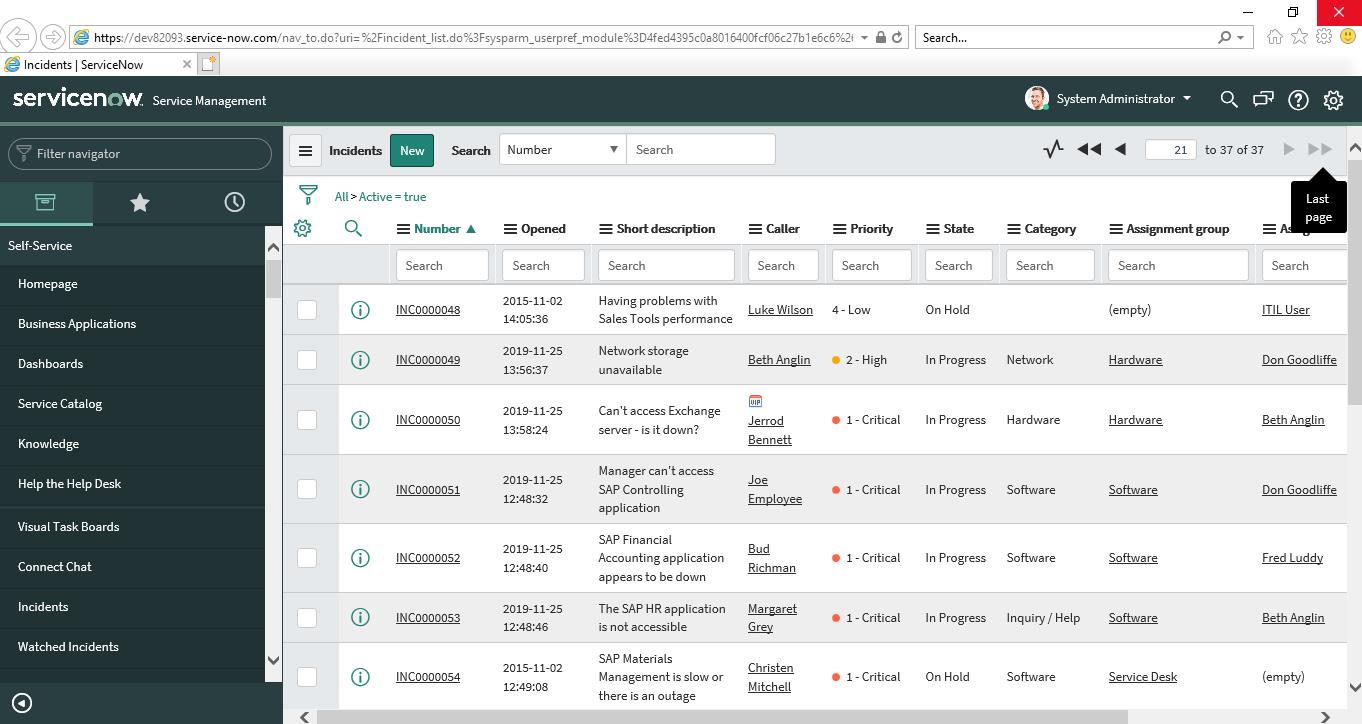 https://dev82093.service-now.com/nav_to.do?uri=%2Fincident_list.do%3Fsysparm_userpref_module%3D4fed4395c0a8016400fcf06c27b1e6c6%2
Search...
Incidents | ServiceNow
servicenow Service Management
System Administrator
Filter navigator
Incidents New Search Number Search
21 to 37 of 37
Last page
All > Active = true
Self-Service
Homepage
Business Applications
Dashboards
Service Catalog
Knowledge
Help the Help Desk
Visual Task Boards
Connect Chat
Incidents
Watched Incidents
Number Opened Short description Caller Priority State Category Assignment group
Search Search Search Search Search Search Search Search Search
INC0000048 2015-11-02 14:05:36 Having problems with Sales Tools performance Luke Wilson 4 - Low On Hold (empty) ITIL User
INC0000049 2019-11-25 13:56:37 Network storage unavailable Beth Anglin 2 - High In Progress Network Hardware Don Goodliffe
INC0000050 2019-11-25 13:58:24 Can't access Exchange server - is it down? VIP Jerrod Bennett 1 - Critical In Progress Hardware Hardware Beth Anglin
INC0000051 2019-11-25 12:48:32 Manager can't access SAP Controlling application Joe Employee 1 - Critical In Progress Software Software Don Goodliffe
INC0000052 2019-11-25 12:48:40 SAP Financial Accounting application appears to be down Bud Richman 1 - Critical In Progress Software Software Fred Luddy
INC0000053 2019-11-25 12:48:46 The SAP HR application is not accessible Margaret Grey 1 - Critical In Progress Inquiry / Help Software Beth Anglin
INC0000054 2015-11-02 12:49:08 SAP Materials Management is slow or there is an outage Christen Mitchell 1 - Critical On Hold Software Service Desk (empty)